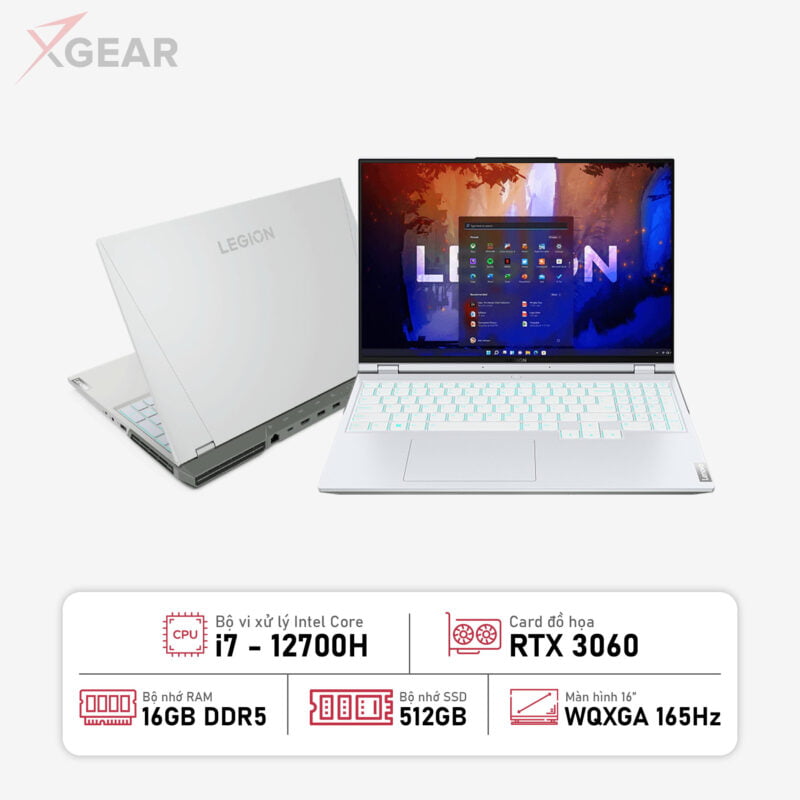 XGEAR
LEGION
LEGION
Bộ vi xử lý Intel Core
CPU
i7 - 12700H
Card đồ họa
RTX 3060
Bộ nhớ RAM
16GB DDR5
Bộ nhớ SSD
512GB
Màn hình 16"
WQXGA 165Hz